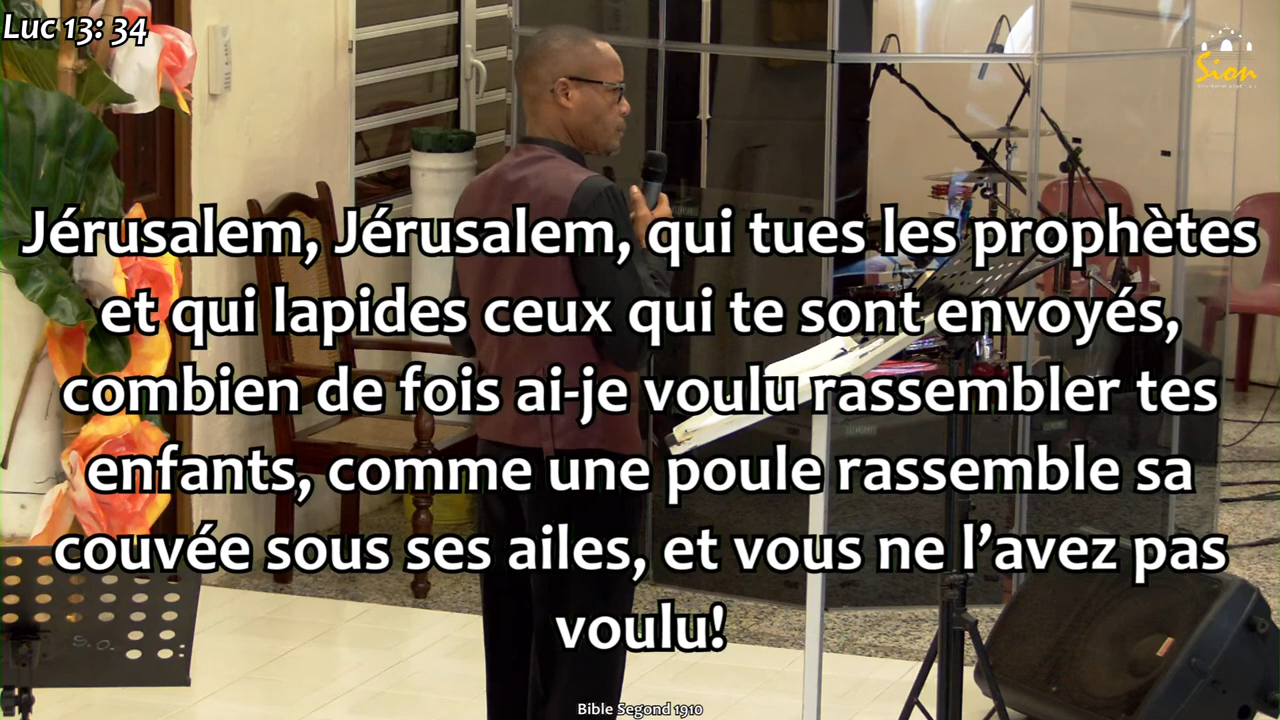 Luc 13: 34
Sion
Jérusalem, Jérusalem, qui tues les prophètes
et qui lapides ceux qui te sont envoyés,
combien de fois ai-je voulu rassembler tes
enfants, comme une poule rassemble sa
couvée sous ses ailes, et vous ne l’avez pas
voulu!
S.O.
Bible Segond 1910